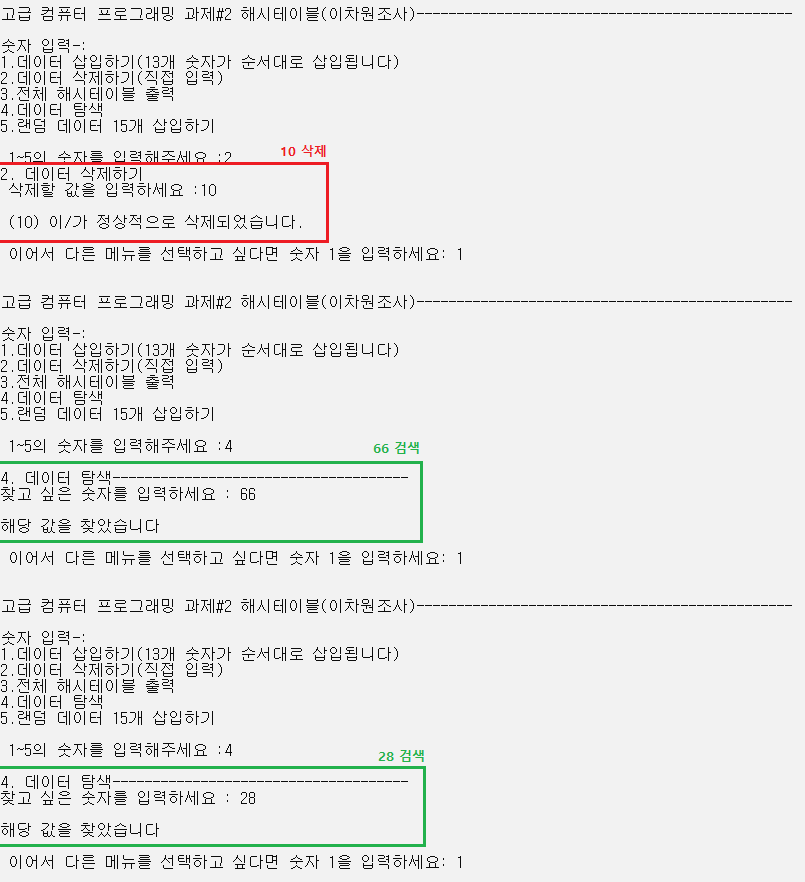 고급 컴퓨터 프로그래밍 과제#2 해시테이블(이차원조사)-----------------------------------------------
숫자 입력-:
1.데이터 삽입하기(13개 숫자가 순서대로 삽입됩니다)
2.데이터 삭제하기(직접 입력)
3.전체 해시테이블 출력
4.데이터 탐색
5.랜덤 데이터 15개 삽입하기
1~5의 숫자를 입력해주세요 :2
10 삭제
2. 데이터 삭제하기
삭제할 값을 입력하세요 :10
(10) 이/가 정상적으로 삭제되었습니다.
이어서 다른 메뉴를 선택하고 싶다면 숫자 1을 입력하세요: 1
고급 컴퓨터 프로그래밍 과제#2 해시테이블(이차원조사)-----------------------------------------------
숫자 입력-:
1.데이터 삽입하기(13개 숫자가 순서대로 삽입됩니다)
2.데이터 삭제하기(직접 입력)
3.전체 해시테이블 출력
4.데이터 탐색
5.랜덤 데이터 15개 삽입하기
1~5의 숫자를 입력해주세요 :4
66 검색
4. 데이터 탐색-------------------------------------
찾고 싶은 숫자를 입력하세요 : 66
해당 값을 찾았습니다
이어서 다른 메뉴를 선택하고 싶다면 숫자 1을 입력하세요: 1
고급 컴퓨터 프로그래밍 과제#2 해시테이블(이차원조사)-----------------------------------------------
숫자 입력-:
1.데이터 삽입하기(13개 숫자가 순서대로 삽입됩니다)
2.데이터 삭제하기(직접 입력)
3.전체 해시테이블 출력
4.데이터 탐색
5.랜덤 데이터 15개 삽입하기
1~5의 숫자를 입력해주세요 :4
28 검색
4. 데이터 탐색-------------------------------------
찾고 싶은 숫자를 입력하세요 : 28
해당 값을 찾았습니다
이어서 다른 메뉴를 선택하고 싶다면 숫자 1을 입력하세요: 1